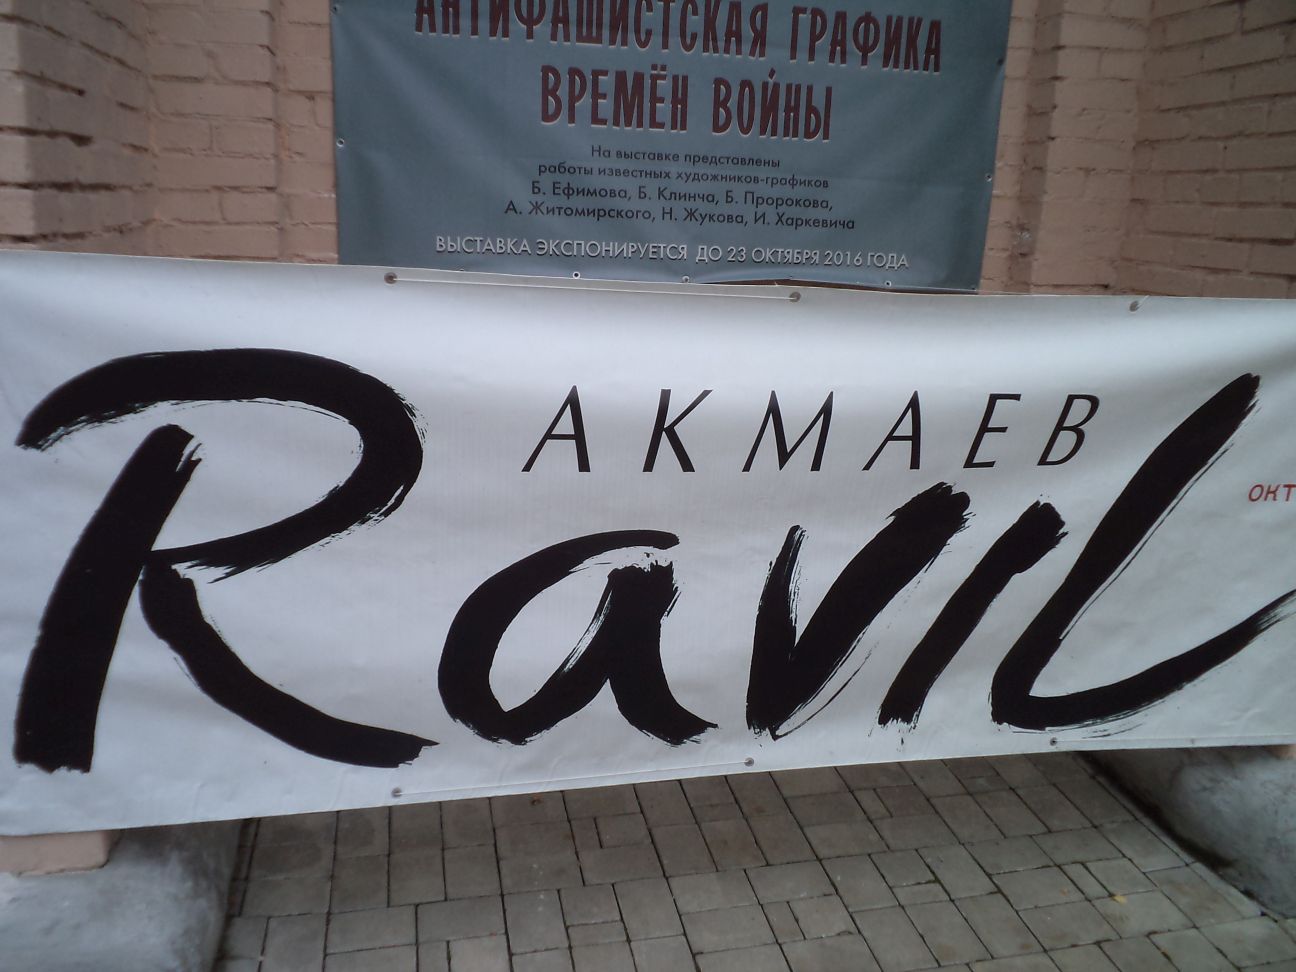 АНТИФАШИСТСКАЯ ГРАФИКА
ВРЕМЁН ВОЙНЫ
На выставке представлены
работы известных художников-графиков
Б. Ефимова, Б. Клинча, Б. Пророкова,
А. Житомирского, Н. Жукова, И. Харкевича
ВЫСТАВКА ЭКСПОНИРУЕТСЯ ДО 23 ОКТЯБРЯ 2016 ГОДА
АКМАЕВ
Ravil
окт